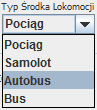 Typ Środka Lokomocji
Pociąg
Pociąg
Samolot
Autobus
Bus